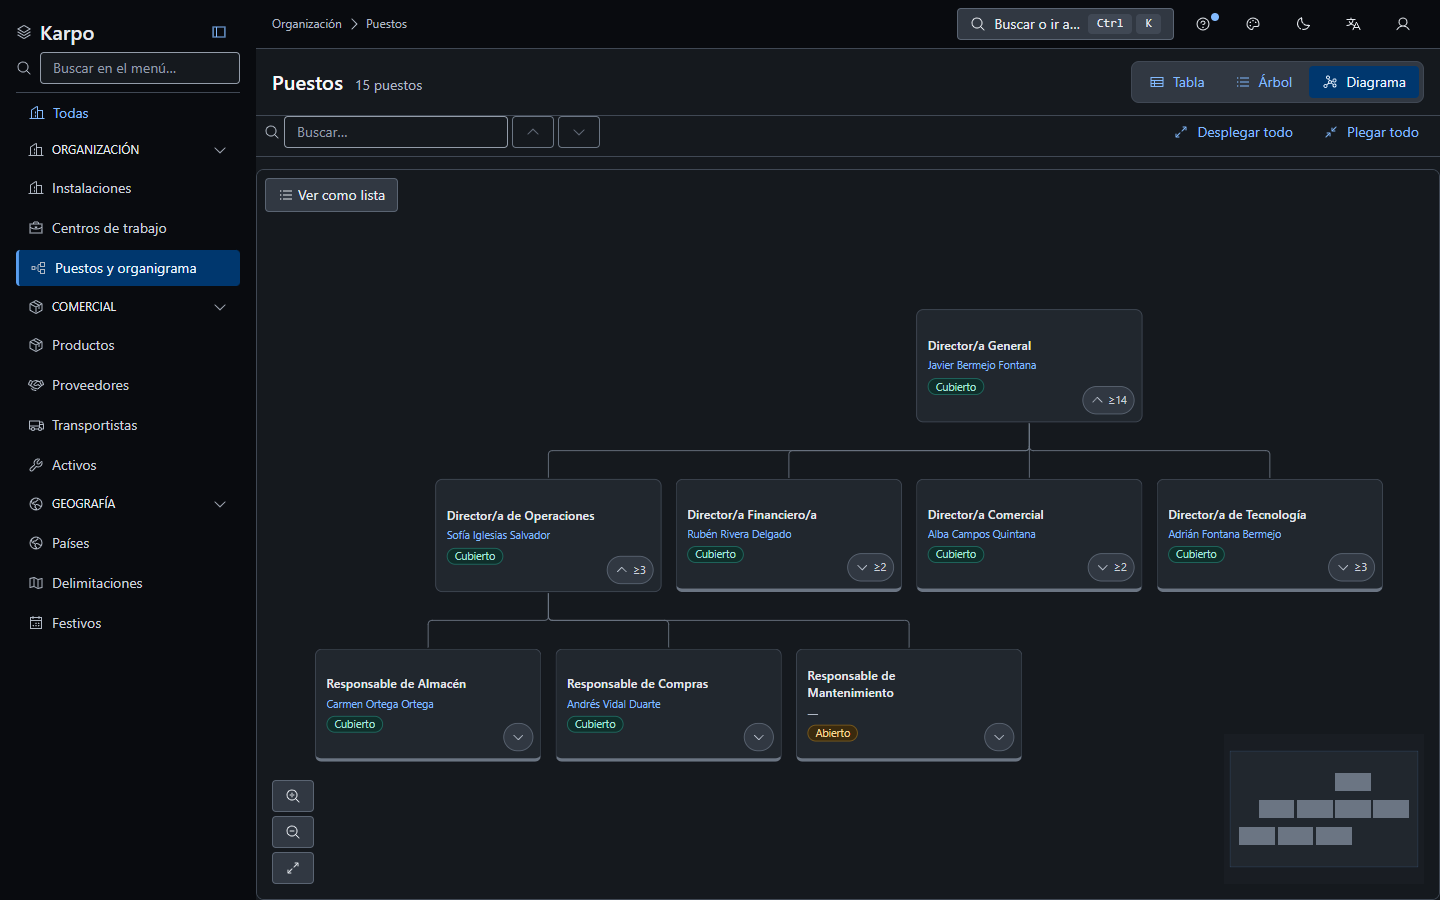 Karpo
Buscar en el menú...
Todas
ORGANIZACIÓN
Instalaciones
Centros de trabajo
Puestos y organigrama
COMERCIAL
Productos
Proveedores
Transportistas
Activos
GEOGRAFÍA
Países
Delimitaciones
Festivos
Organización > Puestos
Buscar o ir a... Ctrl K
Puestos 15 puestos
Tabla Árbol Diagrama
Buscar...
Desplegar todo Plegar todo
Ver como lista
Director/a General
Javier Bermejo Fontana
Cubierto
≥14
Director/a de Operaciones
Sofía Iglesias Salvador
Cubierto
≥3
Director/a Financiero/a
Rubén Rivera Delgado
Cubierto
≥2
Director/a Comercial
Alba Campos Quintana
Cubierto
≥2
Director/a de Tecnología
Adrián Fontana Bermejo
Cubierto
≥3
Responsable de Almacén
Carmen Ortega Ortega
Cubierto
Responsable de Compras
Andrés Vidal Duarte
Cubierto
Responsable de
Mantenimiento
—
Abierto